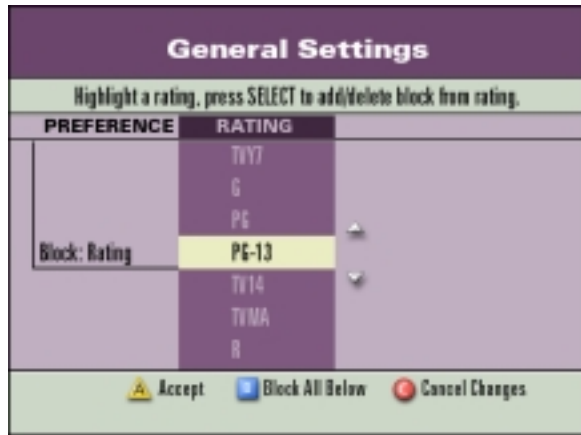 General Settings
Highlight a rating, press SELECT to add/delete block from rating.
PREFERENCE RATING
TVY7
G
PG
Block: Rating PG-13
TV14
TVMA
R
A Accept B Block All Below C Cancel Changes